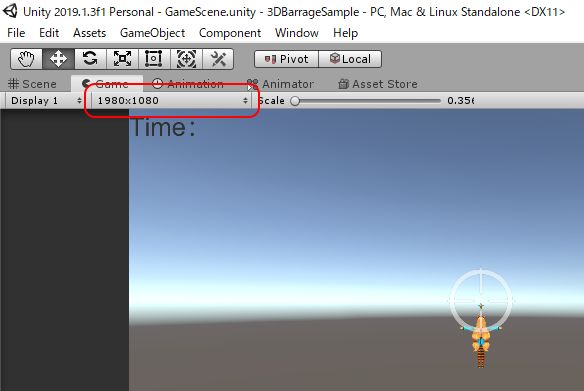 Unity 2019.1.3f1 Personal - GameScene.unity - 3DBarrageSample - PC, Mac & Linux Standalone <DX11>
File Edit Assets GameObject Component Window Help
Pivot Local
Scene Game Animation Animator Asset Store
Display 1 1980x1080 Scale 0.356
Time: